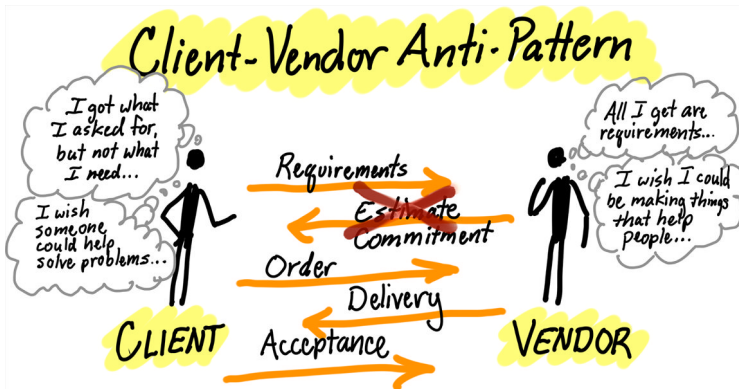 Client-Vendor Anti-Pattern
I got what
I asked for,
but not what
I need...
I wish
someone
could help
solve problems...
All I get are
requirements...
I wish I could
be making things
that help
people...
Requirements
Estimate
Commitment
Order
Delivery
Acceptance
CLIENT
VENDOR